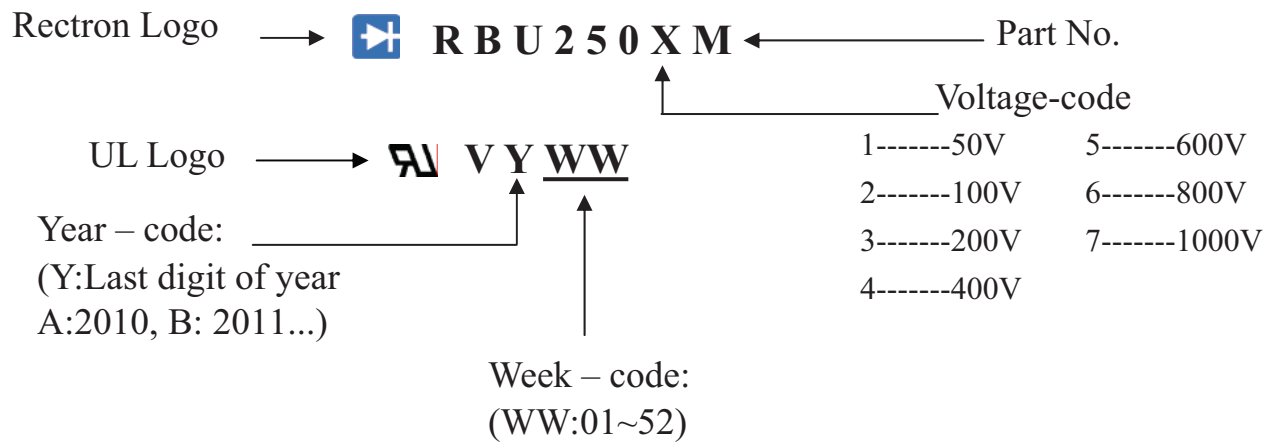 Rectron Logo
R B U 2 5 0 X M
Part No.
Voltage-code
1-------50V 5-------600V
2-------100V 6-------800V
3-------200V 7-------1000V
4-------400V
UL Logo
V Y WW
Year – code:
(Y:Last digit of year
A:2010, B: 2011...)
Week – code:
(WW:01~52)